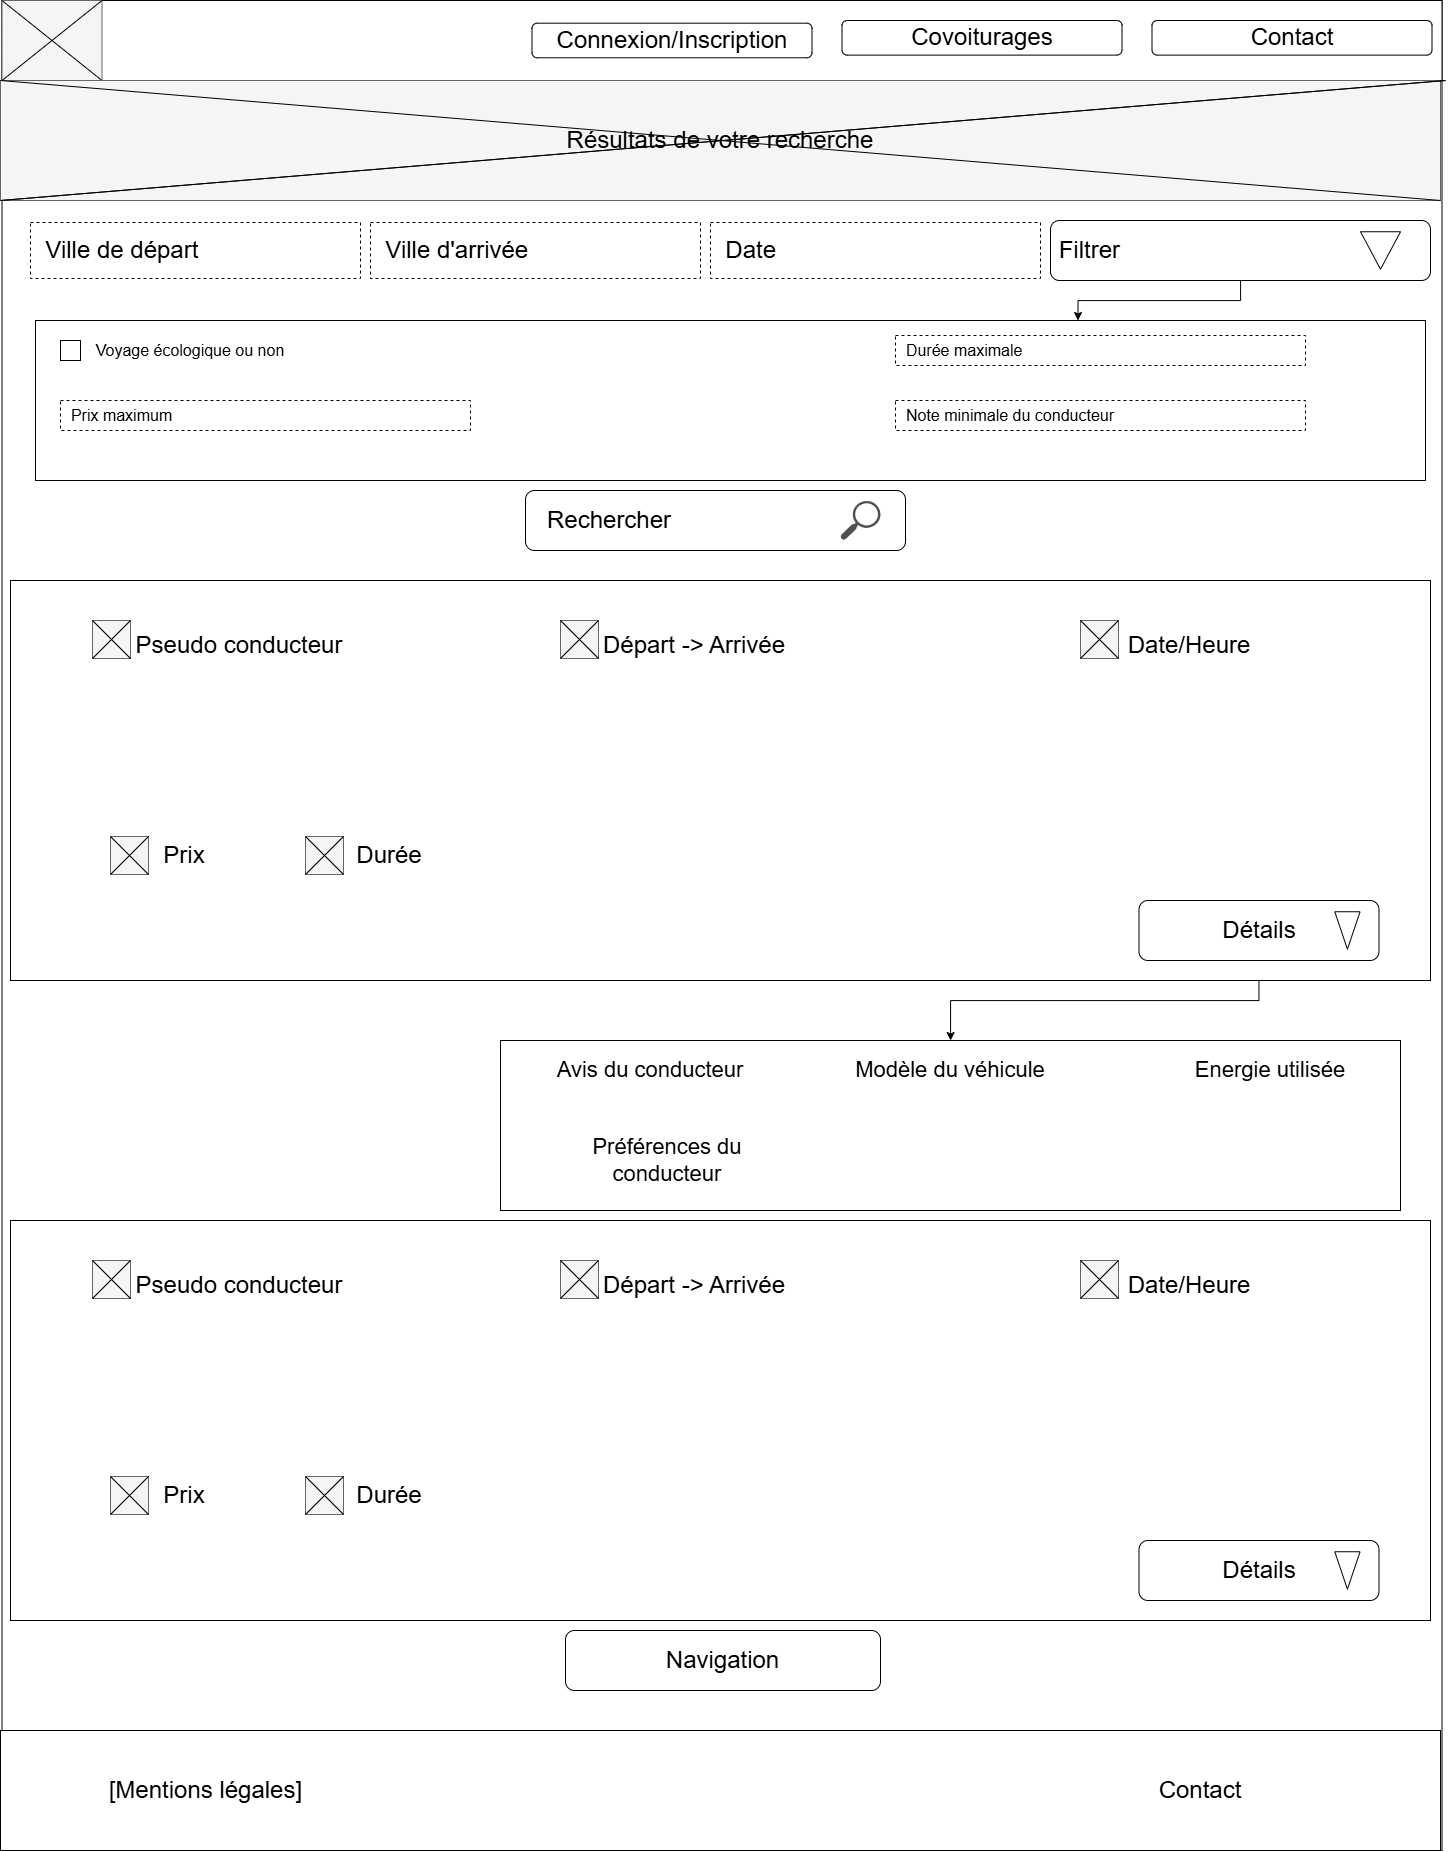 Connexion/Inscription
Covoiturages
Contact
Résultats de votre recherche
Ville de départ
Ville d'arrivée
Date
Filtrer
Voyage écologique ou non
Durée maximale
Prix maximum
Note minimale du conducteur
Rechercher
Pseudo conducteur
Départ -> Arrivée
Date/Heure
Prix
Durée
Détails
Avis du conducteur
Modèle du véhicule
Energie utilisée
Préférences du
conducteur
Pseudo conducteur
Départ -> Arrivée
Date/Heure
Prix
Durée
Détails
Navigation
[Mentions légales]
Contact